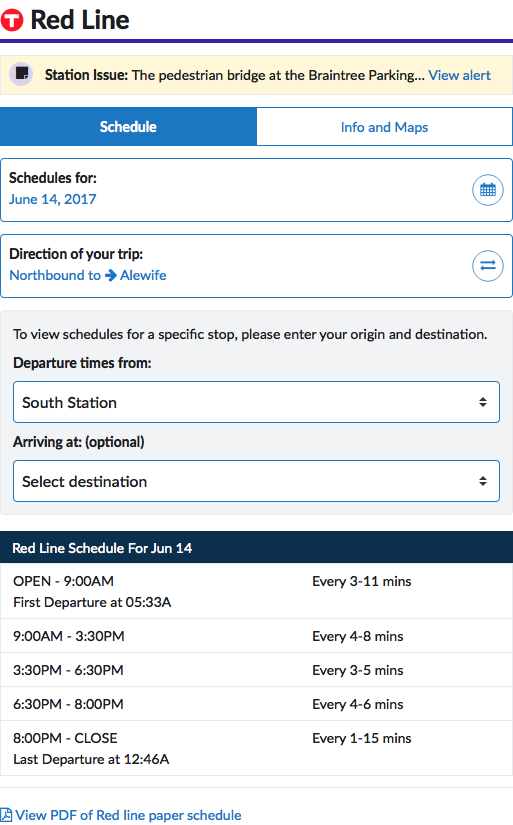 T Red Line
Station Issue: The pedestrian bridge at the Braintree Parking... View alert
Schedule Info and Maps
Schedules for:
June 14, 2017
Direction of your trip:
Northbound to Alewife
To view schedules for a specific stop, please enter your origin and destination.
Departure times from:
South Station
Arriving at: (optional)
Select destination
Red Line Schedule For Jun 14
OPEN - 9:00AM Every 3-11 mins
First Departure at 05:33A
9:00AM - 3:30PM Every 4-8 mins
3:30PM - 6:30PM Every 3-5 mins
6:30PM - 8:00PM Every 4-6 mins
8:00PM - CLOSE Every 1-15 mins
Last Departure at 12:46A
View PDF of Red line paper schedule